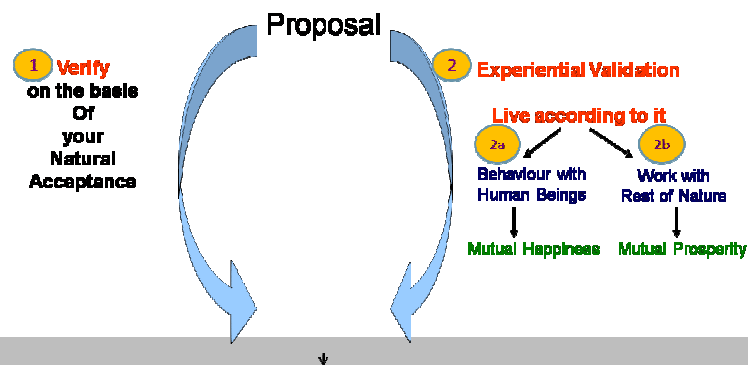 Proposal
1 Verify
on the basis
Of
your
Natural
Acceptance
2 Experiential Validation
Live according to it
2a
Behaviour with
Human Beings
Mutual Happiness
2b
Work with
Rest of Nature
Mutual Prosperity